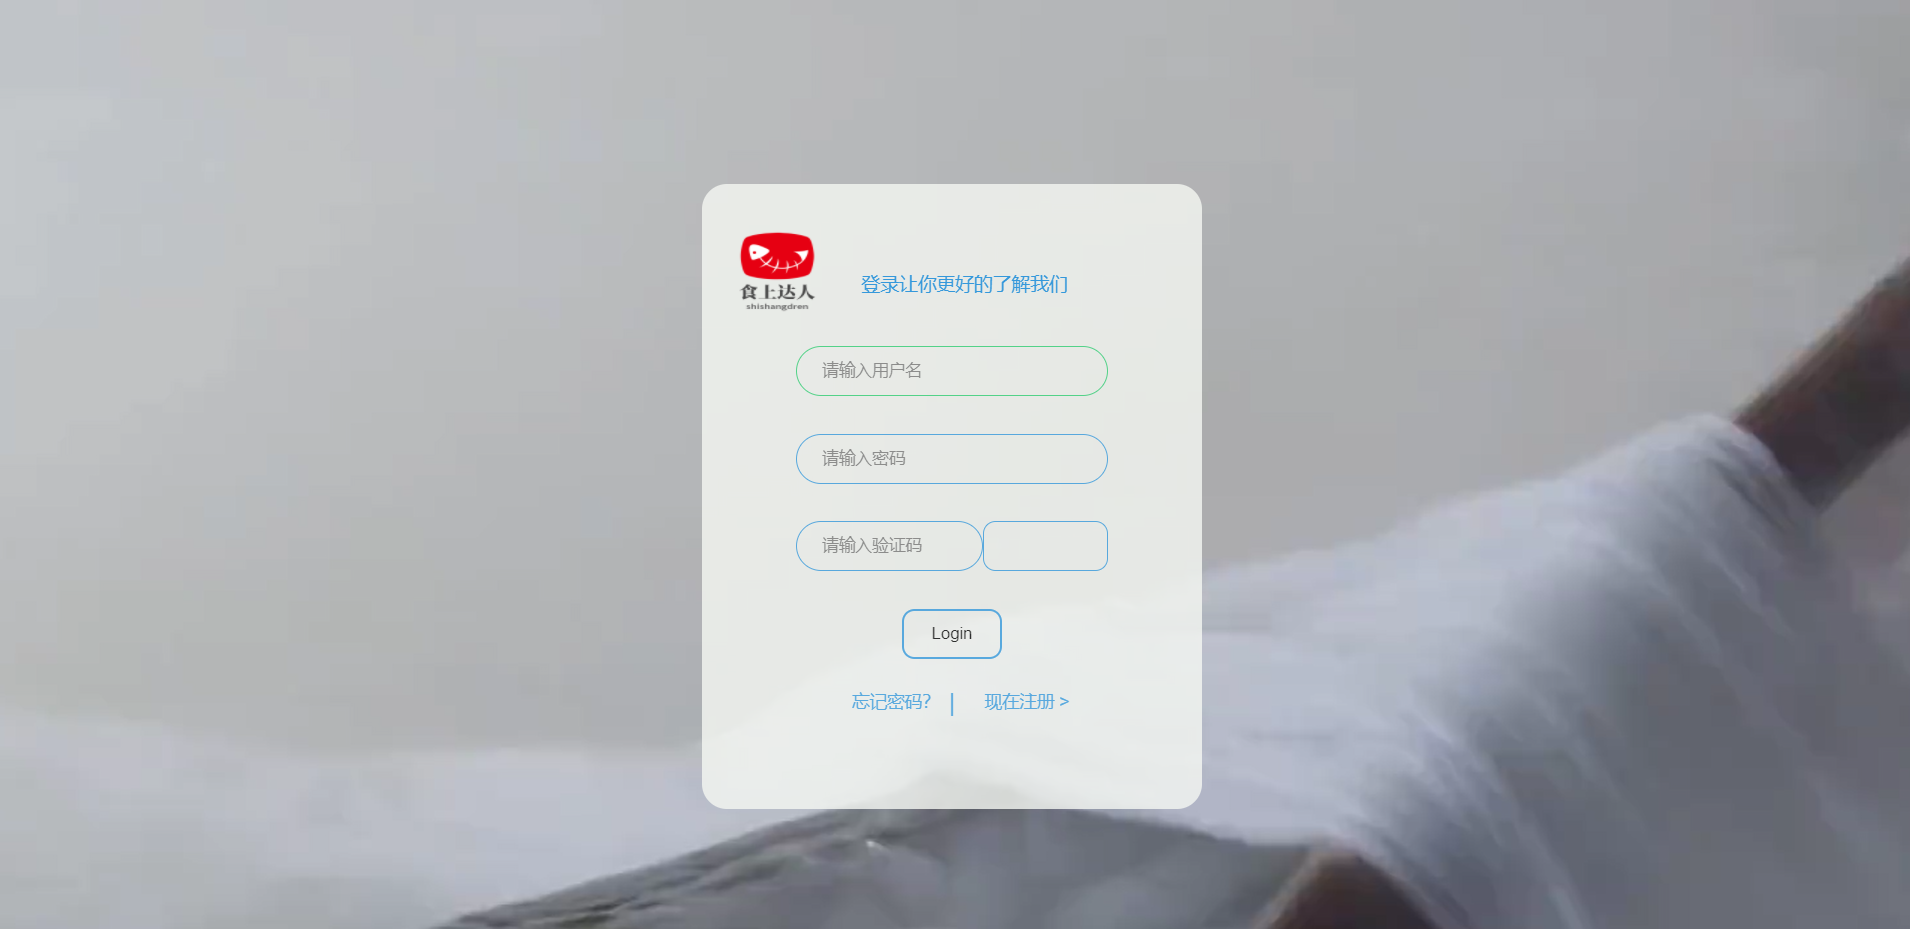 食上达人
shishangdren
登录让你更好的了解我们
请输入用户名
请输入密码
请输入验证码
Login
忘记密码? | 现在注册 >